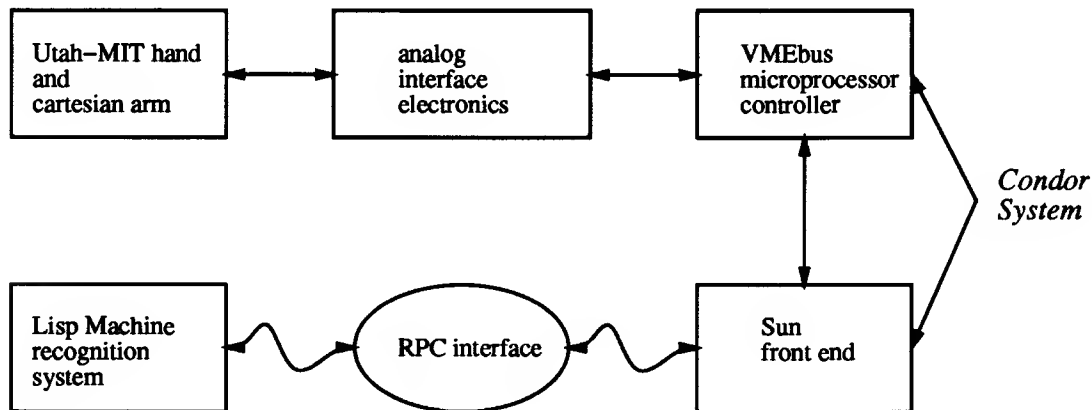 Utah–MIT hand
and
cartesian arm
analog
interface
electronics
VMEbus
microprocessor
controller
Condor
System
Lisp Machine
recognition
system
RPC interface
Sun
front end